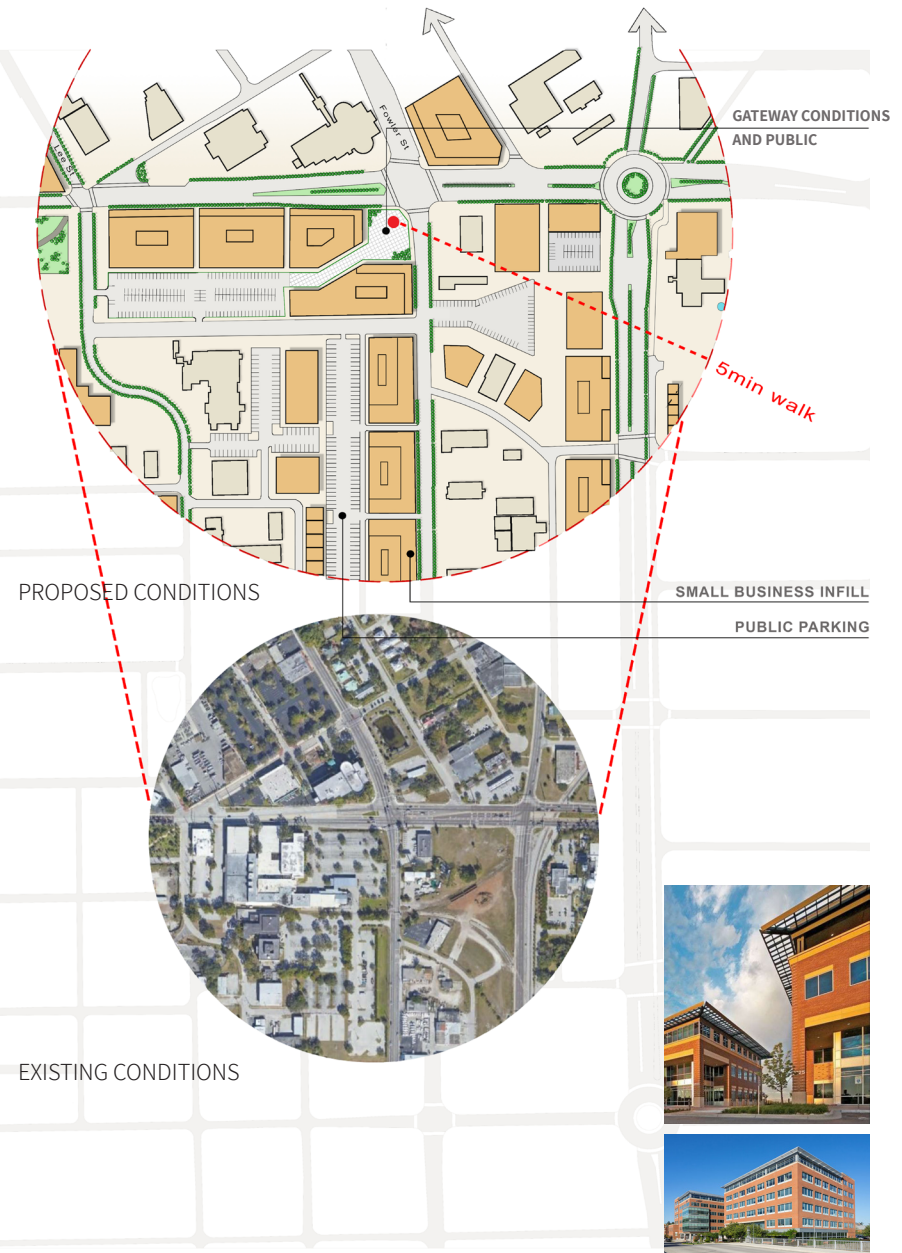 Fowler St
Lee St
GATEWAY CONDITIONS
AND PUBLIC
5min walk
PROPOSED CONDITIONS
SMALL BUSINESS INFILL
PUBLIC PARKING
EXISTING CONDITIONS